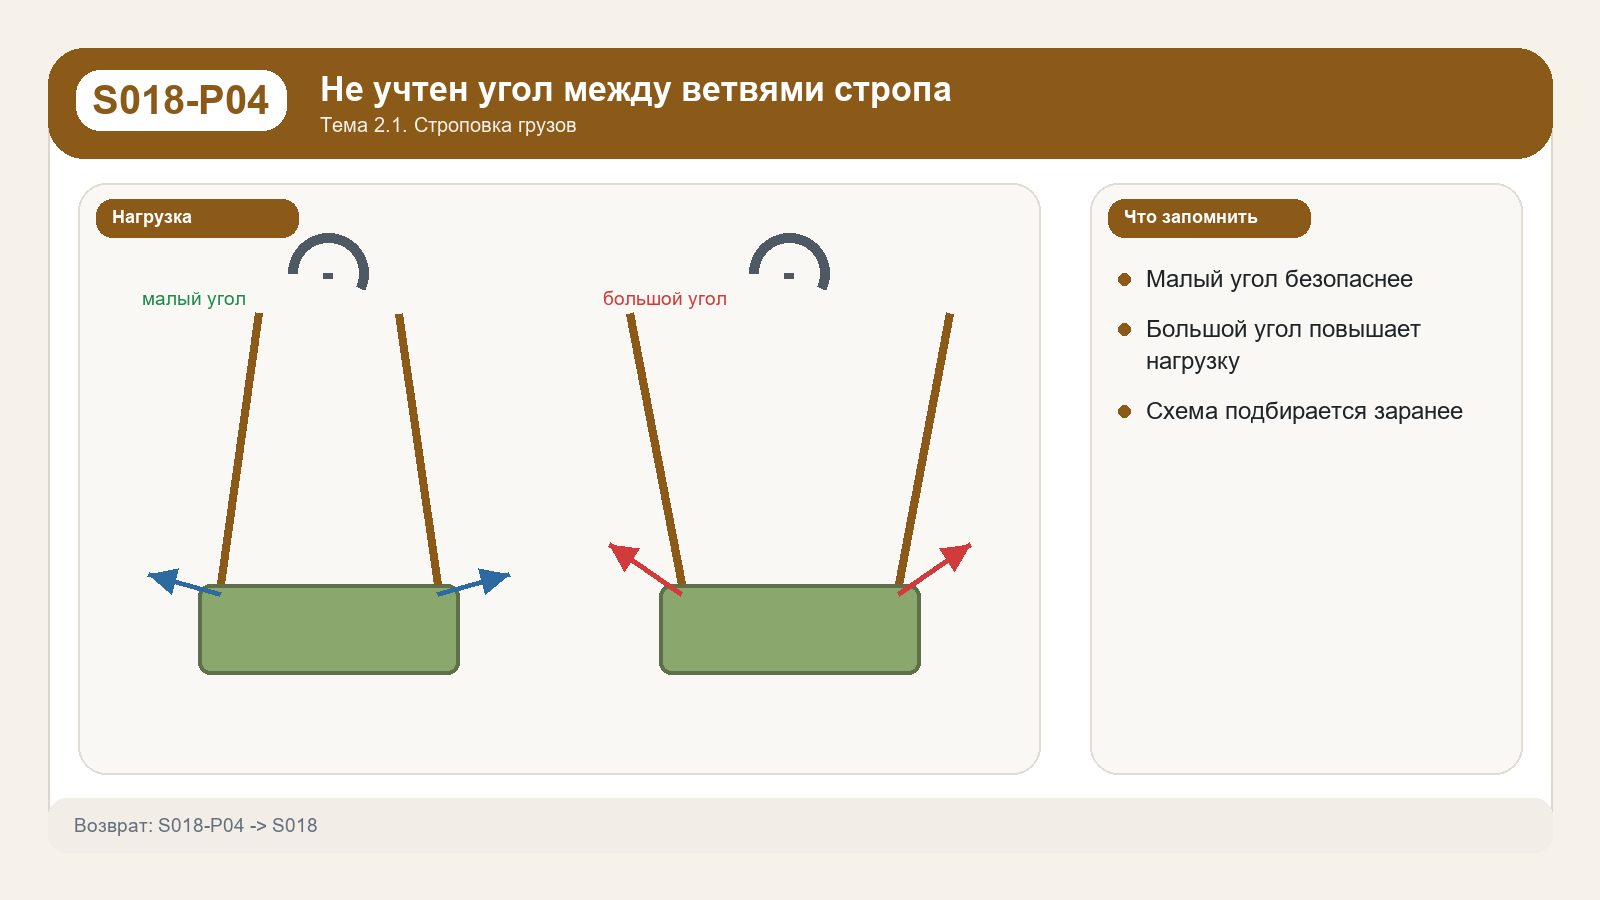 S018-P04
Не учтен угол между ветвями стропа
Тема 2.1. Строповка грузов
Нагрузка
малый угол
большой угол
Что запомнить
Малый угол безопаснее
Большой угол повышает
нагрузку
Схема подбирается заранее
Возврат: S018-P04 -> S018